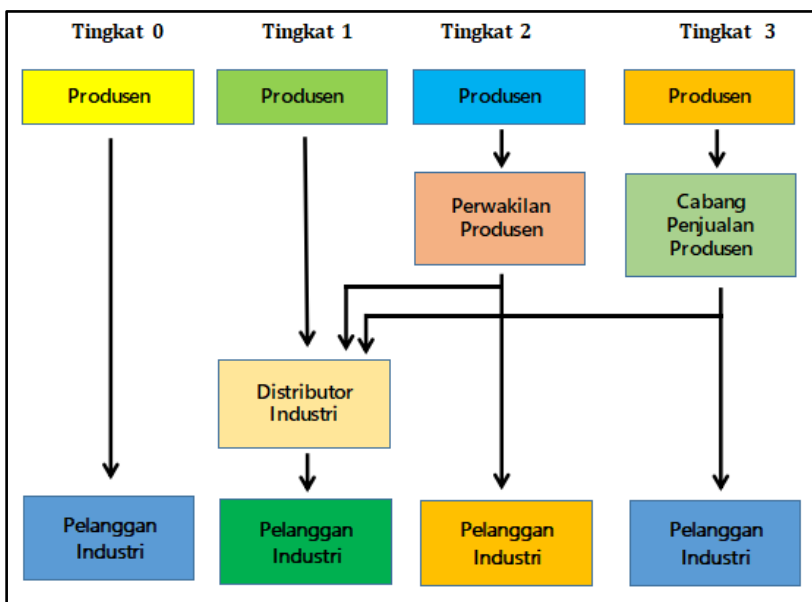 Tingkat 0
Tingkat 1
Tingkat 2
Tingkat 3
Produsen
Produsen
Produsen
Produsen
Perwakilan
Produsen
Cabang
Penjualan
Produsen
Distributor
Industri
Pelanggan
Industri
Pelanggan
Industri
Pelanggan
Industri
Pelanggan
Industri